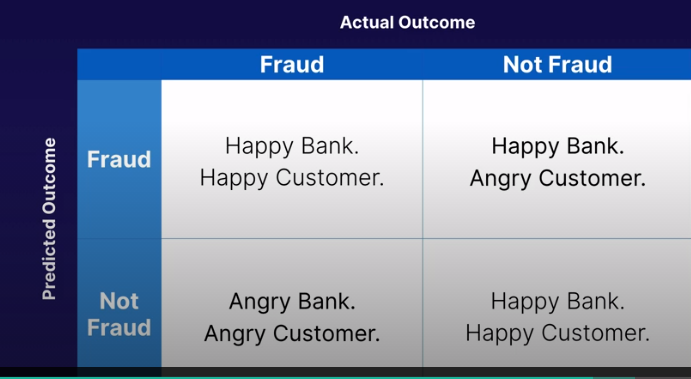 Actual Outcome
Fraud
Not Fraud
Predicted Outcome
Fraud
Happy Bank.
Happy Customer.
Happy Bank.
Angry Customer.
Not
Fraud
Angry Bank.
Angry Customer.
Happy Bank.
Happy Customer.